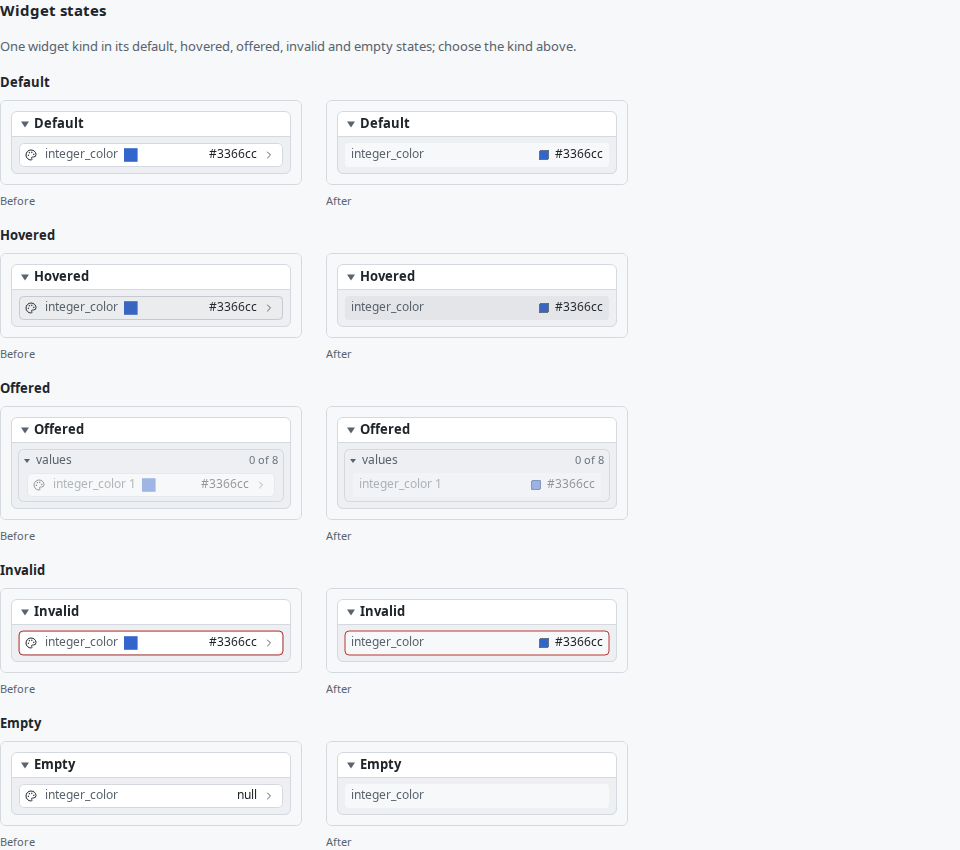 Widget states
One widget kind in its default, hovered, offered, invalid and empty states; choose the kind above.
Default
Default
integer_color #3366cc
Before
Default
integer_color #3366cc
After
Hovered
Hovered
integer_color #3366cc
Before
Hovered
integer_color #3366cc
After
Offered
Offered
values 0 of 8
integer_color 1 #3366cc
Before
Offered
values 0 of 8
integer_color 1 #3366cc
After
Invalid
Invalid
integer_color #3366cc
Before
Invalid
integer_color #3366cc
After
Empty
Empty
integer_color null
Before
Empty
integer_color
After